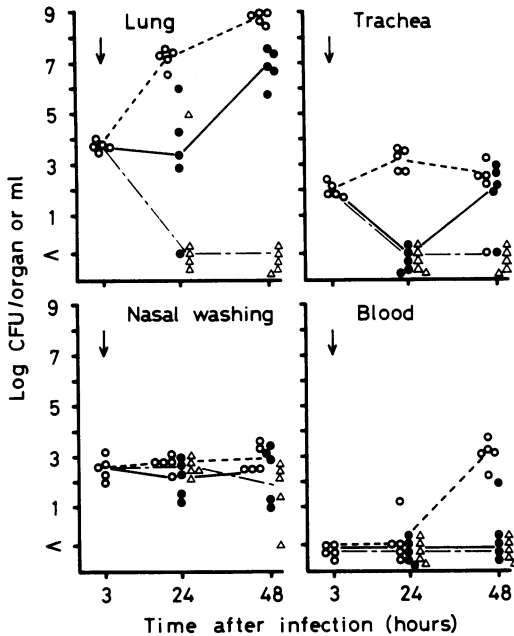 Lung
Trachea
9
7
5
3
1
<
Nasal washing
Blood
9
7
5
3
1
<
Log CFU/organ or ml
3 24 48 3 24 48
Time after infection (hours)